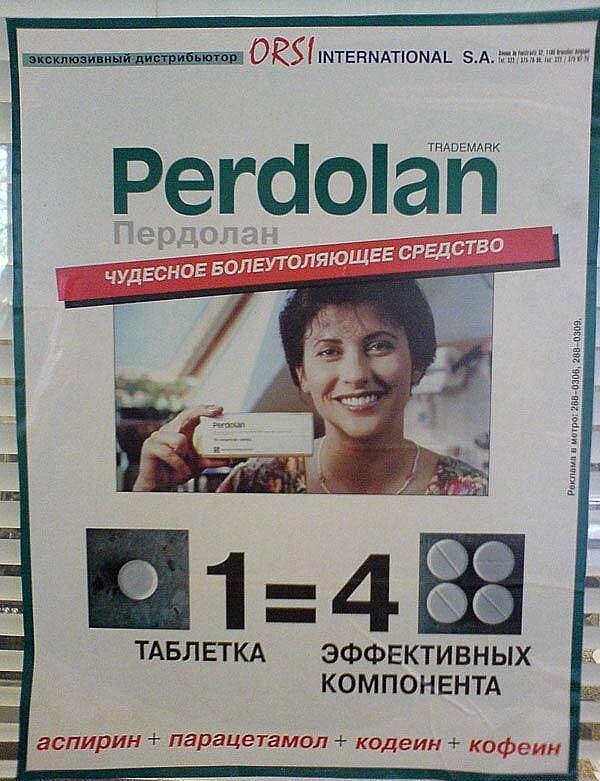 эксклюзивный дистрибьютор ORSI INTERNATIONAL S.A.
TRADEMARK
Perdolan
Пердолан
ЧУДЕСНОЕ БОЛЕУТОЛЯЮЩЕЕ СРЕДСТВО
Perdolan
Реклама в метро: 288-0306, 288-0309.
1=4
ТАБЛЕТКА
ЭФФЕКТИВНЫХ
КОМПОНЕНТА
аспирин + парацетамол + кодеин + кофеин